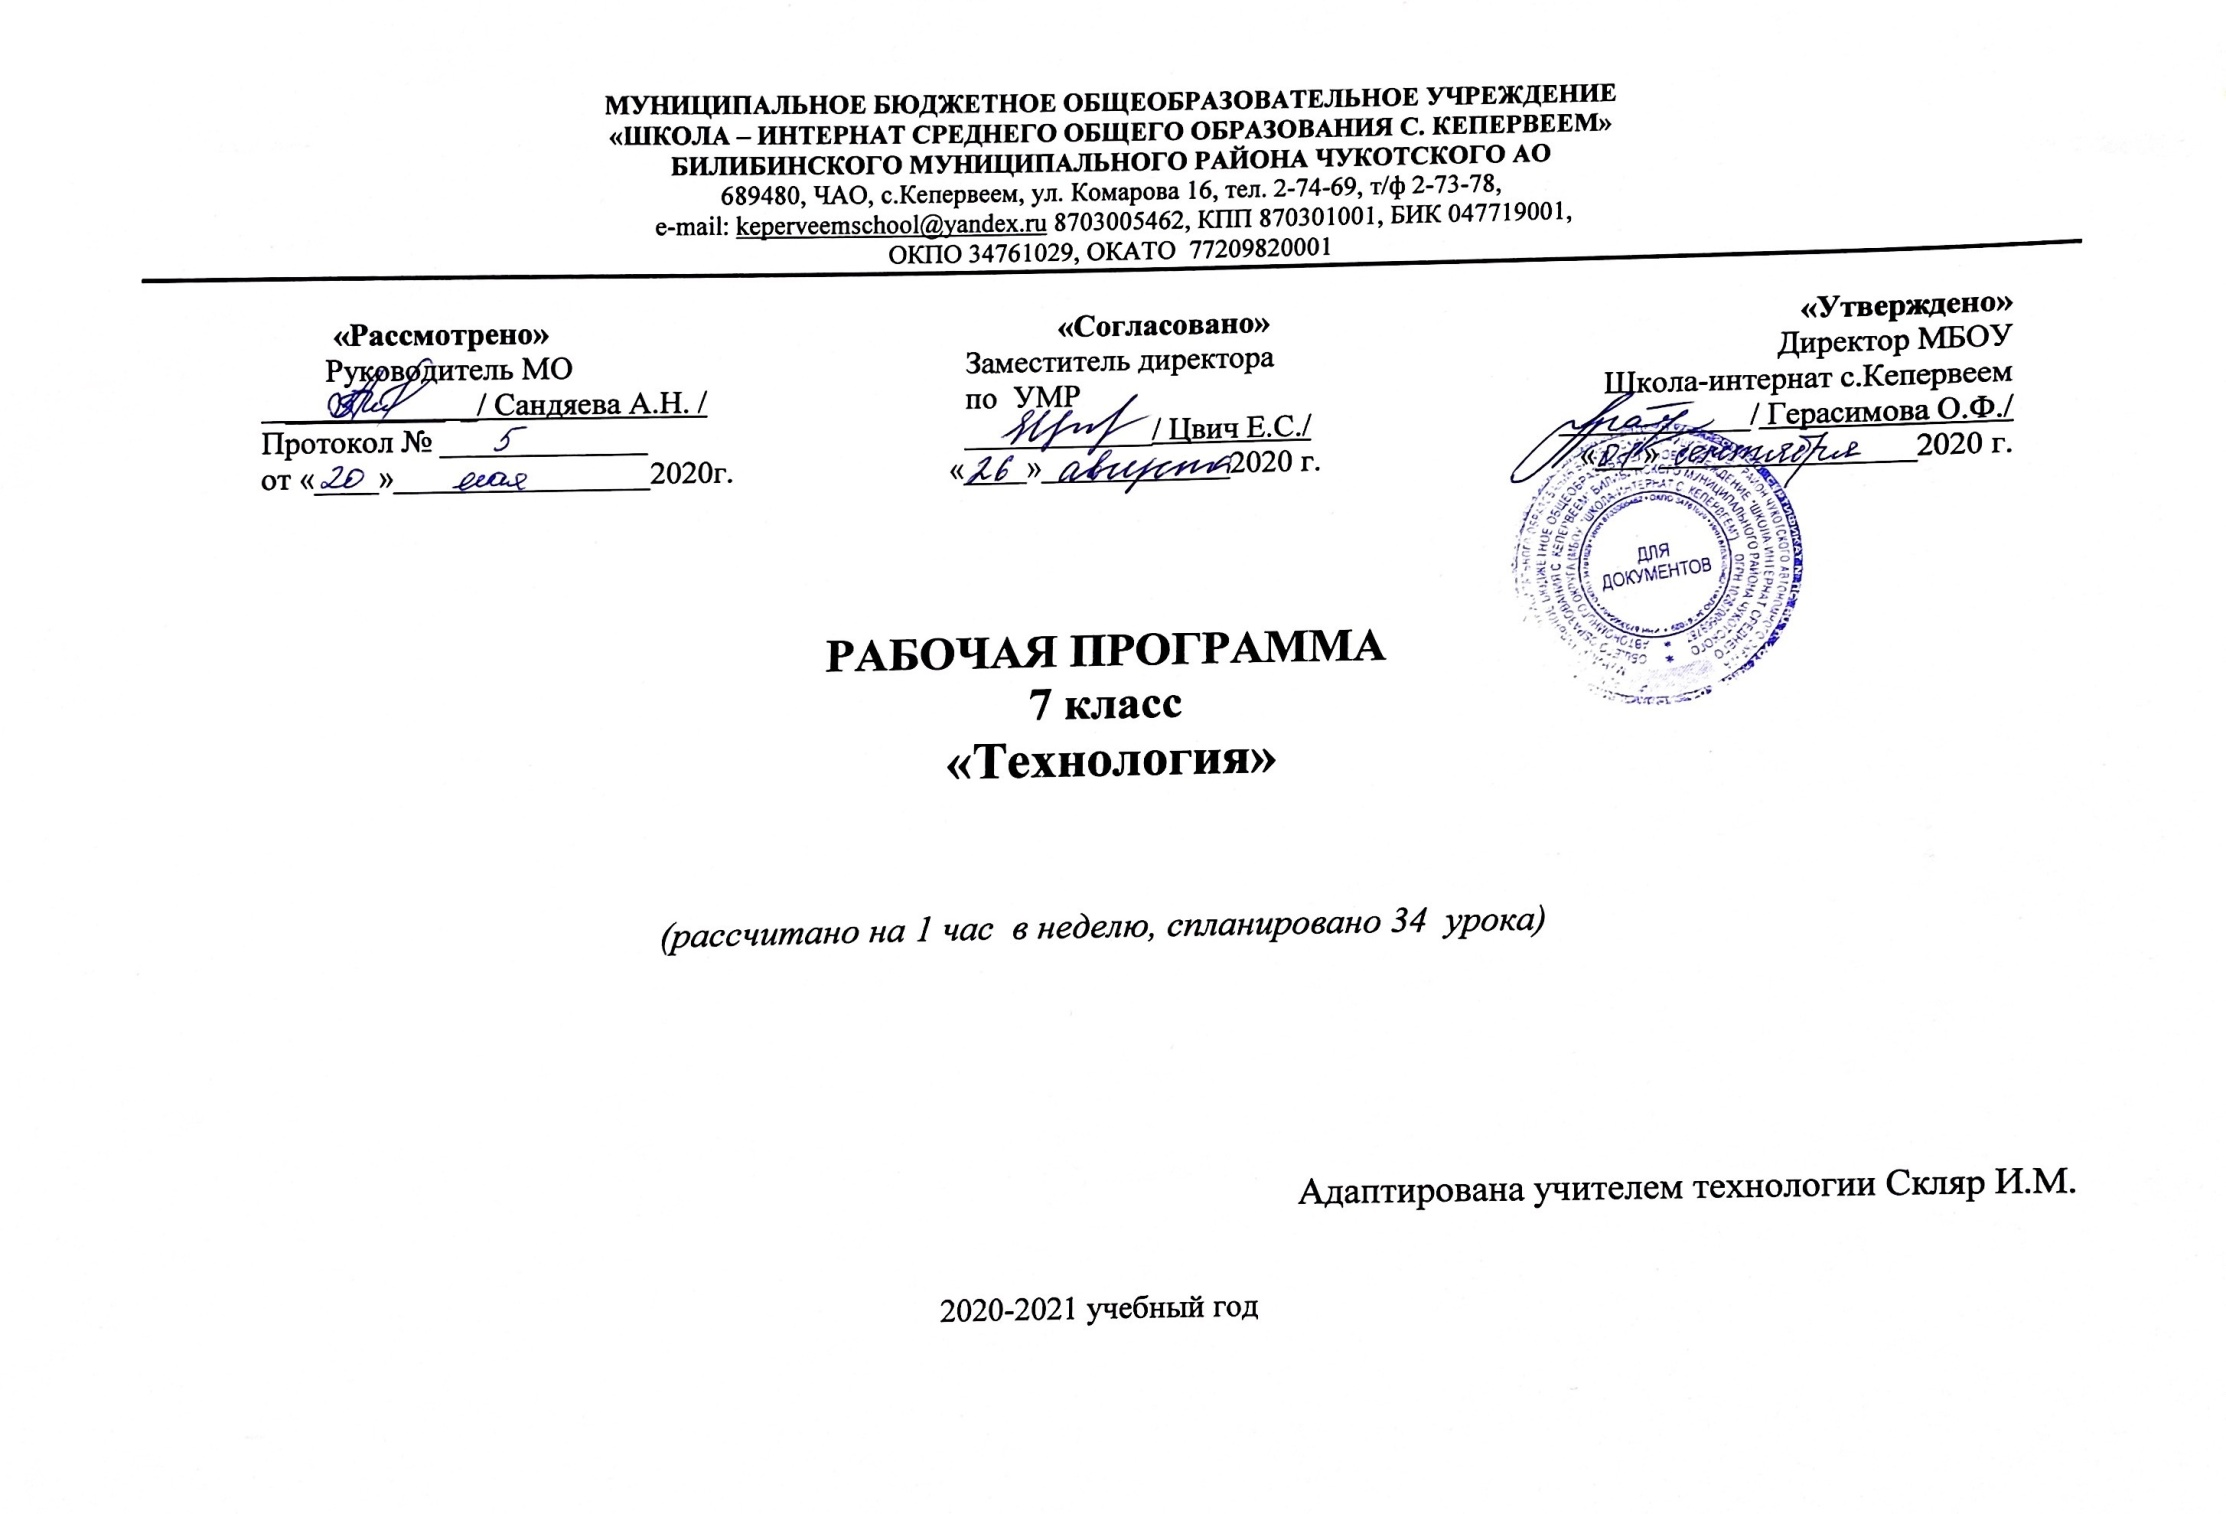 МУНИЦИПАЛЬНОЕ БЮДЖЕТНОЕ ОБЩЕОБРАЗОВАТЕЛЬНОЕ УЧРЕЖДЕНИЕ
«ШКОЛА – ИНТЕРНАТ СРЕДНЕГО ОБЩЕГО ОБРАЗОВАНИЯ С. КЕПЕРВЕЕМ»
БИЛИБИНСКОГО МУНИЦИПАЛЬНОГО РАЙОНА ЧУКОТСКОГО АО
689480, ЧАО, с.Кепервеем, ул. Комарова 16, тел. 2-74-69, т/ф 2-73-78,
e-mail: keperveemschool@yandex.ru 8703005462, КПП 870301001, БИК 047719001,
ОКПО 34761029, ОКАТО 77209820001
«Рассмотрено»
Руководитель МО
/ Сандяева А.Н. /
Протокол № 5
от «20» мая 2020г.
«Согласовано»
Заместитель директора
по УМР
/ Цвич Е.С./
«26» августа 2020 г.
«Утверждено»
Директор МБОУ
Школа-интернат с.Кепервеем
/ Герасимова О.Ф./
«01» сентября 2020 г.
ДЛЯ
ДОКУМЕНТОВ
РАБОЧАЯ ПРОГРАММА
7 класс
«Технология»
(рассчитано на 1 час в неделю, спланировано 34 урока)
Адаптирована учителем технологии Скляр И.М.
2020-2021 учебный год